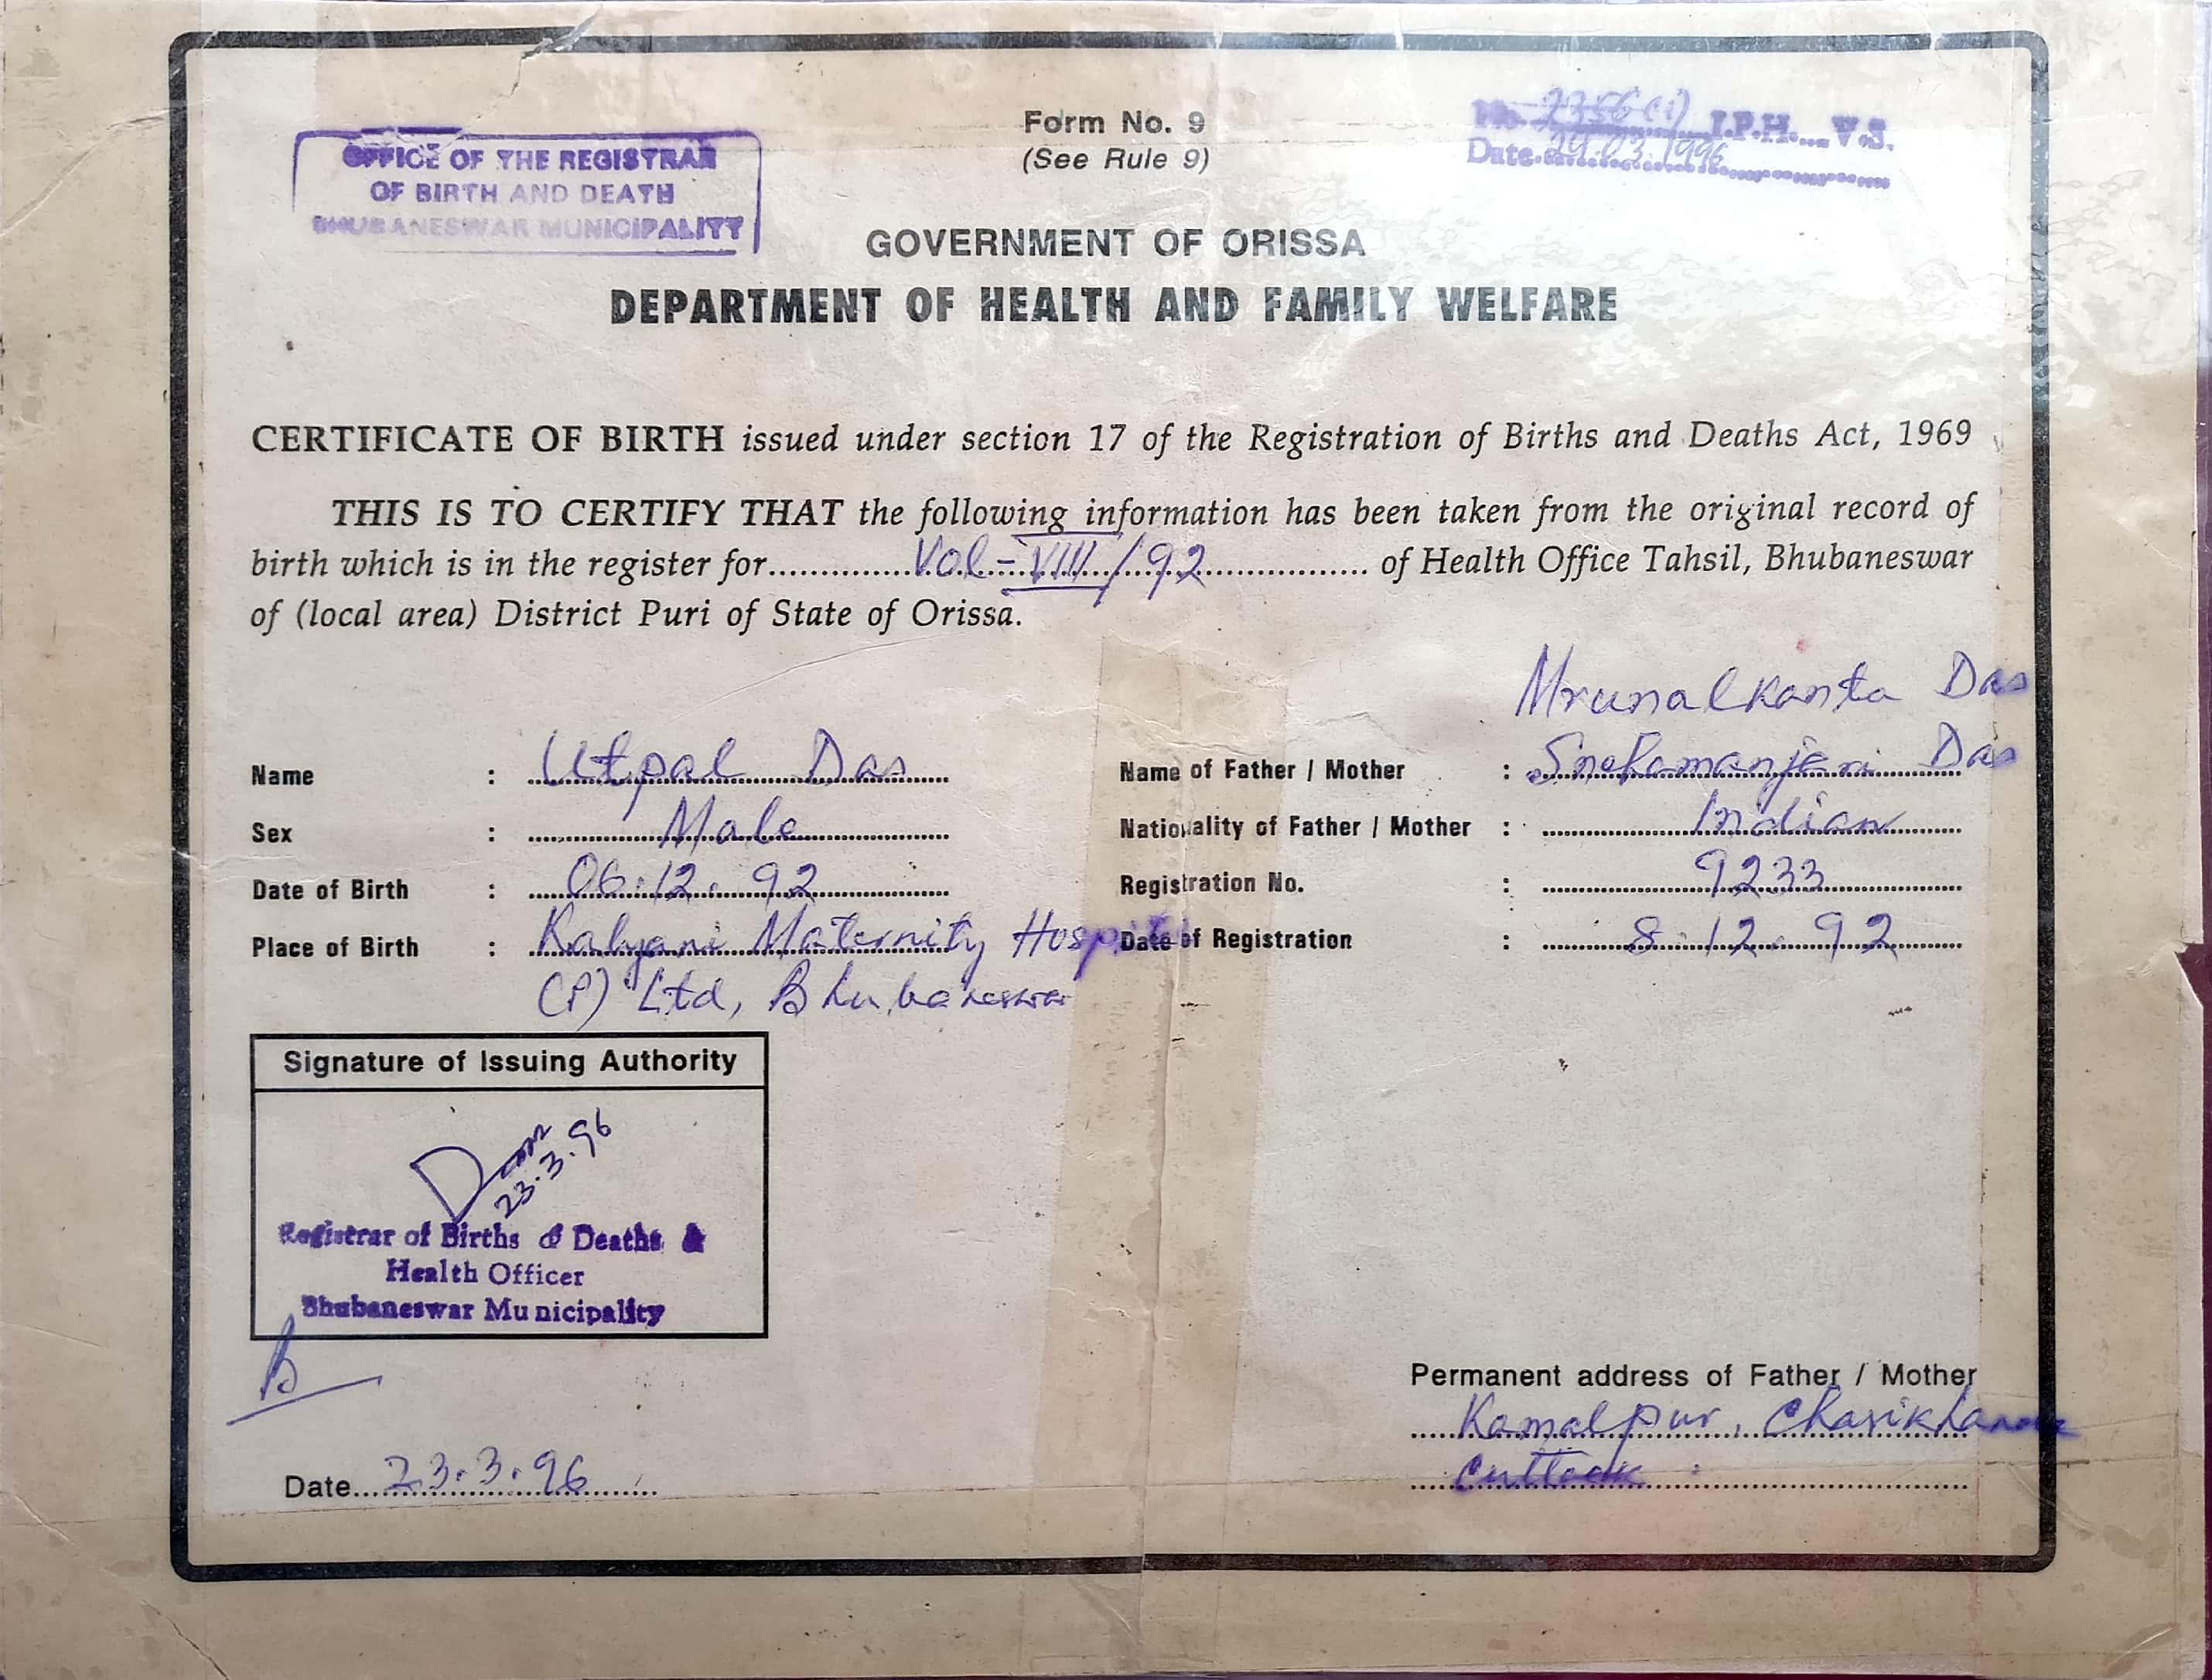 Form No. 9
(See Rule 9)
OFFICE OF THE REGISTRAR
OF BIRTH AND DEATH
BHUBANESWAR MUNICIPALITY
No. 2356(i) I.P.H. V.S.
Date 29.03.1996
GOVERNMENT OF ORISSA
DEPARTMENT OF HEALTH AND FAMILY WELFARE
CERTIFICATE OF BIRTH issued under section 17 of the Registration of Births and Deaths Act, 1969
THIS IS TO CERTIFY THAT the following information has been taken from the original record of
birth which is in the register for Vol-VIII/92 of Health Office Tahsil, Bhubaneswar
of (local area) District Puri of State of Orissa.
Name : Utpal Das
Sex : Male
Date of Birth : 06.12.92
Place of Birth : Kalyani Maternity Hospital
(P) Ltd, Bhubaneswar
Mrunalkanta Das
Name of Father / Mother : Snehamanjari Das
Nationality of Father / Mother : Indian
Registration No. : 9233
Date of Registration : 8.12.92
Signature of Issuing Authority
23.3.96
Registrar of Births & Deaths &
Health Officer
Bhubaneswar Municipality
Date 23.3.96
Permanent address of Father / Mother
Kamalpur,
Cuttack